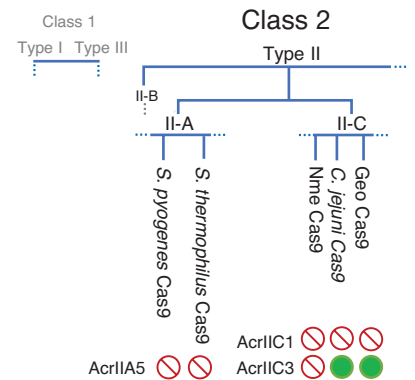 Class 1
Type I Type III
Class 2
Type II
II-B
II-A
II-C
S. pyogenes Cas9
S. thermophilus Cas9
Nme Cas9
C. jejuni Cas9
Geo Cas9
AcrIIC1
AcrIIA5
AcrIIC3